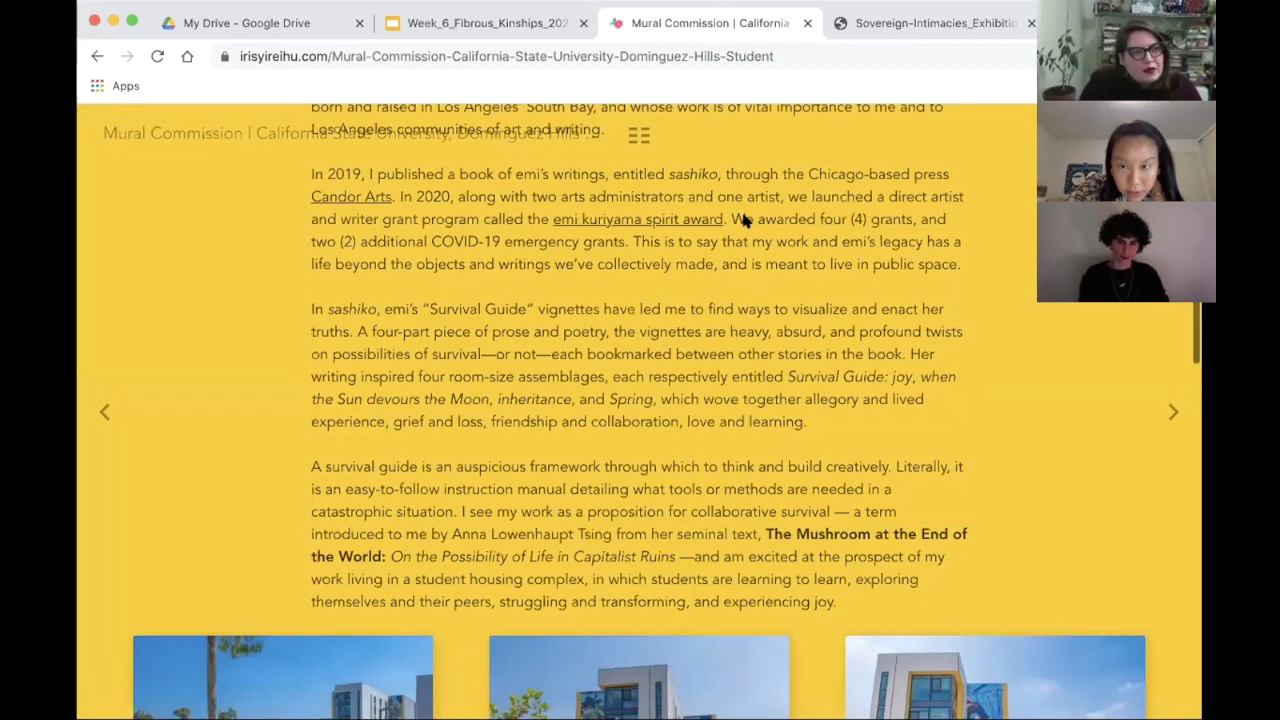 My Drive - Google Drive
Week_6_Fibrous_Kinships_202
Mural Commission | California
Sovereign-Intimacies_Exhibitio
irisyireihu.com/Mural-Commission-California-State-University-Dominguez-Hills-Student
Apps
born and raised in Los Angeles' South Bay, and whose work is of vital importance to me and to
Los Angeles communities of art and writing.
Mural Commission | California State University, Dominguez Hills ...
In 2019, I published a book of emi's writings, entitled sashiko, through the Chicago-based press
Candor Arts. In 2020, along with two arts administrators and one artist, we launched a direct artist
and writer grant program called the emi kuriyama spirit award. We awarded four (4) grants, and
two (2) additional COVID-19 emergency grants. This is to say that my work and emi's legacy has a
life beyond the objects and writings we've collectively made, and is meant to live in public space.
In sashiko, emi's “Survival Guide” vignettes have led me to find ways to visualize and enact her
truths. A four-part piece of prose and poetry, the vignettes are heavy, absurd, and profound twists
on possibilities of survival—or not—each bookmarked between other stories in the book. Her
writing inspired four room-size assemblages, each respectively entitled Survival Guide: joy, when
the Sun devours the Moon, inheritance, and Spring, which wove together allegory and lived
experience, grief and loss, friendship and collaboration, love and learning.
A survival guide is an auspicious framework through which to think and build creatively. Literally, it
is an easy-to-follow instruction manual detailing what tools or methods are needed in a
catastrophic situation. I see my work as a proposition for collaborative survival — a term
introduced to me by Anna Lowenhaupt Tsing from her seminal text, The Mushroom at the End of
the World: On the Possibility of Life in Capitalist Ruins —and am excited at the prospect of my
work living in a student housing complex, in which students are learning to learn, exploring
themselves and their peers, struggling and transforming, and experiencing joy.